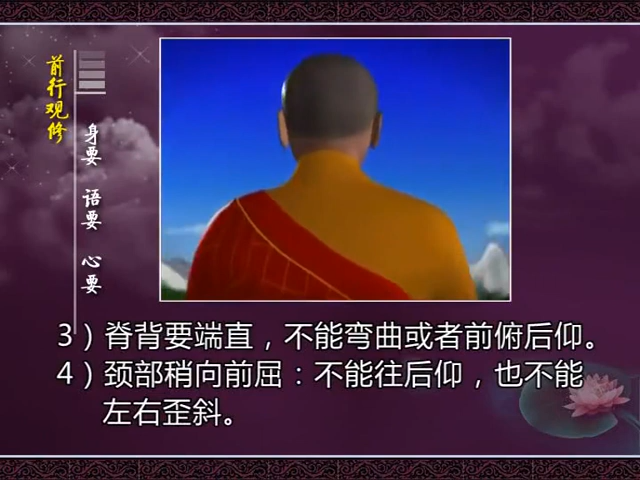 前行观修
身要 语要 心要
3）脊背要端直，不能弯曲或者前俯后仰。
4）颈部稍向前屈：不能往后仰，也不能
左右歪斜。